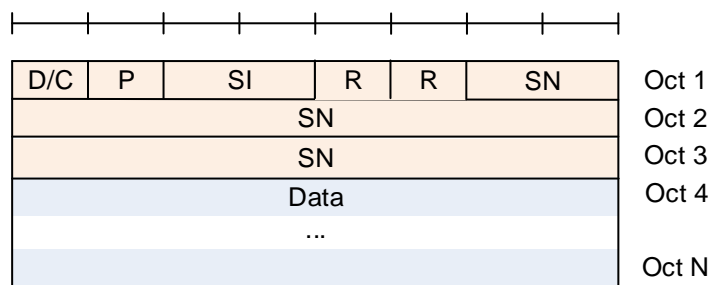 D/C P SI R R SN Oct 1
SN Oct 2
SN Oct 3
Data Oct 4
...
Oct N